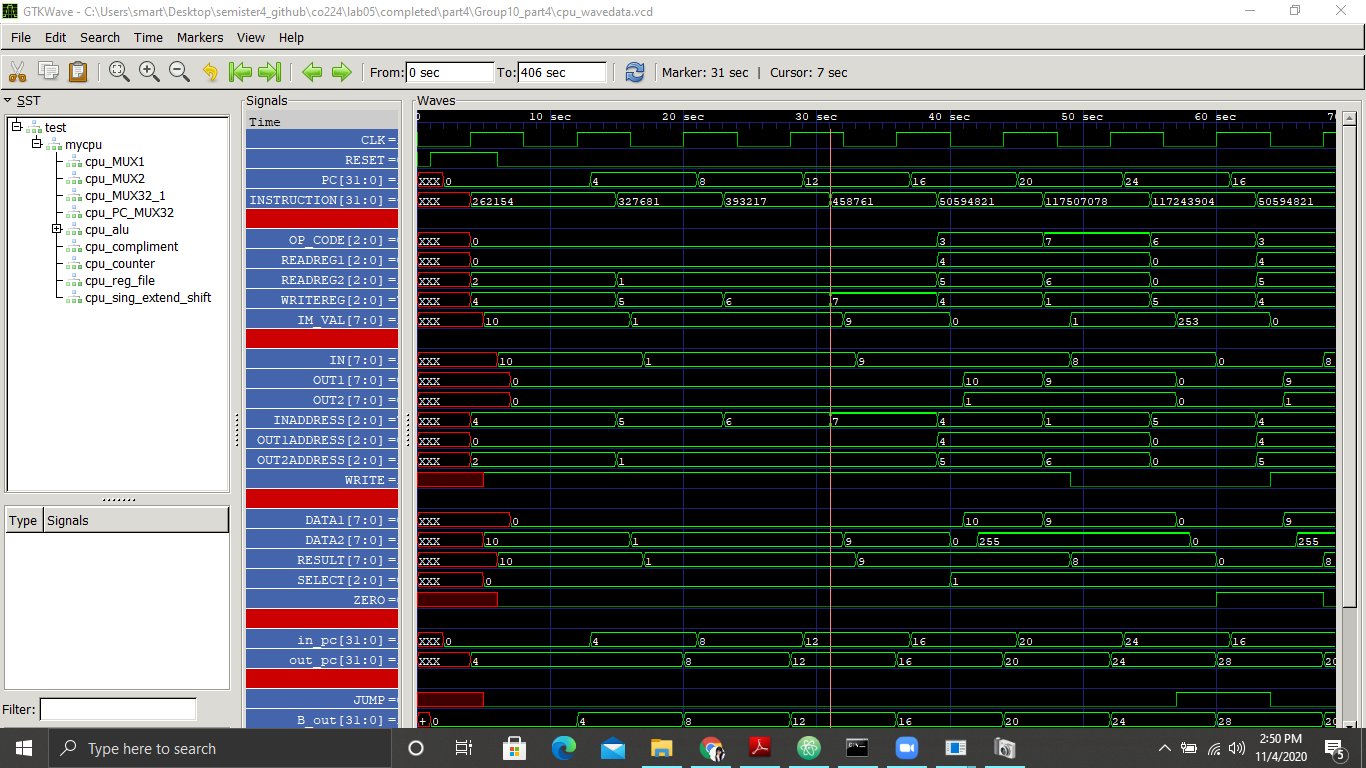 GTKWave - C:\Users\smart\Desktop\semister4_github\co224\lab05\completed\part4\Group10_part4\cpu_wavedata.vcd
File Edit Search Time Markers View Help
From: 0 sec To: 406 sec Marker: 31 sec | Cursor: 7 sec
SST
test
mycpu
cpu_MUX1
cpu_MUX2
cpu_MUX32_1
cpu_PC_MUX32
cpu_alu
cpu_compliment
cpu_counter
cpu_reg_file
cpu_sing_extend_shift
Type Signals
Filter:
Signals Waves
Time 0 10 sec 20 sec 30 sec 40 sec 50 sec 60 sec 70
CLK =
RESET =
PC[31:0] = XXX 0 4 8 12 16 20 24 16
INSTRUCTION[31:0] = XXX 262154 327681 393217 458761 50594821 117507078 117243904 50594821
OP_CODE[2:0] = XXX 0 3 7 6 3
READREG1[2:0] = XXX 0 4 0 4
READREG2[2:0] = XXX 2 1 5 6 0 5
WRITEREG[2:0] = XXX 4 5 6 7 4 1 5 4
IM_VAL[7:0] = XXX 10 1 9 0 1 253 0
IN[7:0] = XXX 10 1 9 8 0 8
OUT1[7:0] = XXX 0 10 9 0 9
OUT2[7:0] = XXX 0 1 0 1
INADDRESS[2:0] = XXX 4 5 6 7 4 1 5 4
OUT1ADDRESS[2:0] = XXX 0 4 0 4
OUT2ADDRESS[2:0] = XXX 2 1 5 6 0 5
WRITE =
DATA1[7:0] = XXX 0 10 9 0 9
DATA2[7:0] = XXX 10 1 9 0 255 0 255
RESULT[7:0] = XXX 10 1 9 8 0 8
SELECT[2:0] = XXX 0 1
ZERO =
in_pc[31:0] = XXX 0 4 8 12 16 20 24 16
out_pc[31:0] = XXX 4 8 12 16 20 24 28 20
JUMP =
B_out[31:0] = + 0 4 8 12 16 20 24 28 20
Type here to search
2:50 PM
11/4/2020
5